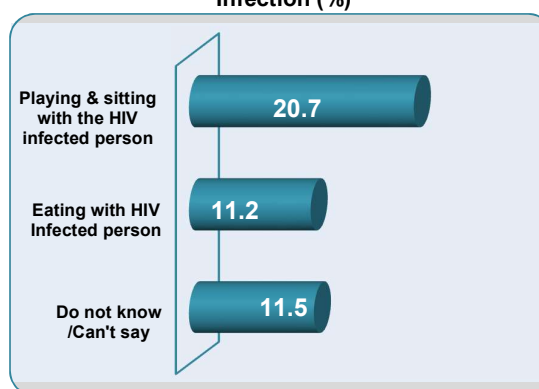 Infection (%)
Playing & sitting
with the HIV
infected person
20.7
Eating with HIV
Infected person
11.2
Do not know
/Can't say
11.5